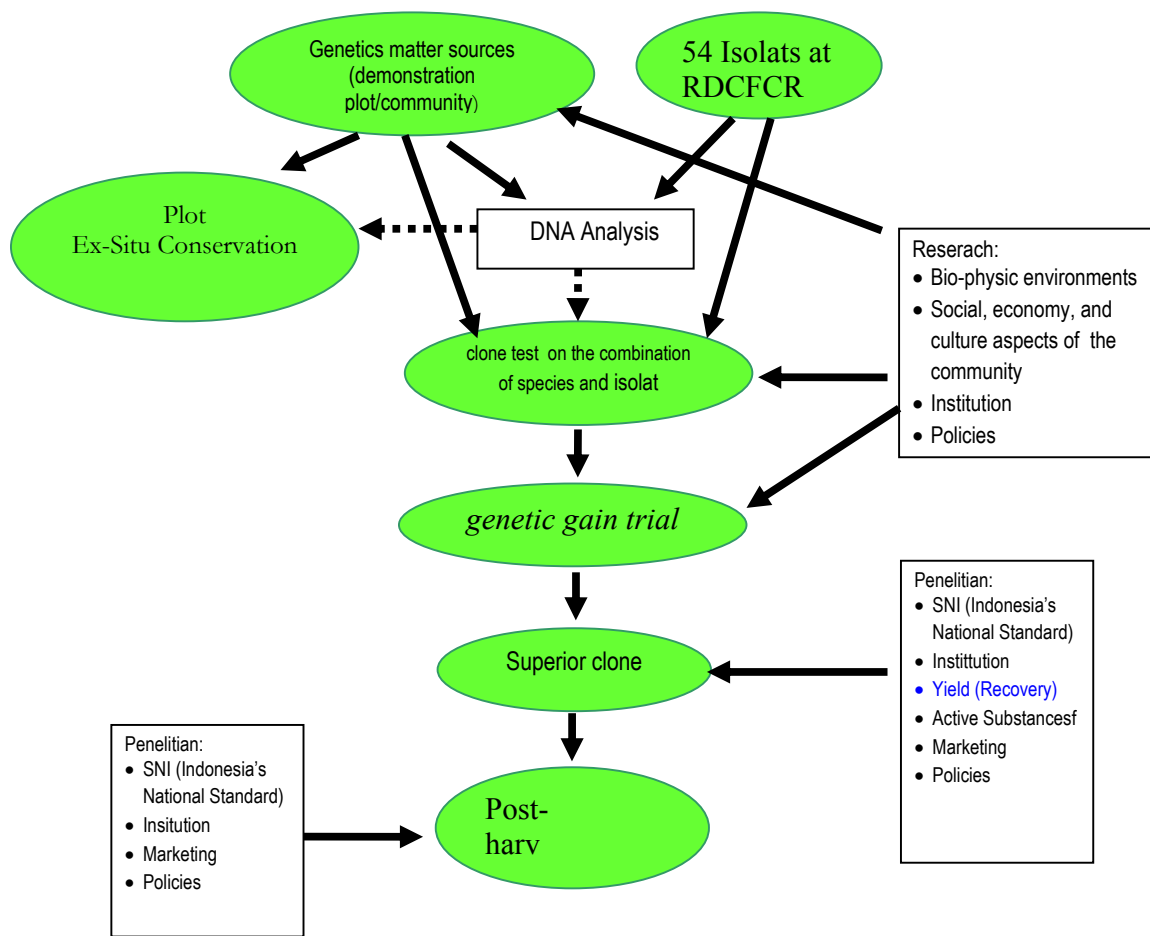 Genetics matter sources
(demonstration
plot/community)
54 Isolats at
RDCFCR
Plot
Ex-Situ Conservation
DNA Analysis
Reserach:
• Bio-physic environments
• Social, economy, and
culture aspects of the
community
• Institution
• Policies
clone test on the combination
of species and isolat
genetic gain trial
Penelitian:
• SNI (Indonesia's
National Standard)
• Instittution
• Yield (Recovery)
• Active Substancesf
• Marketing
• Policies
Superior clone
Penelitian:
• SNI (Indonesia's
National Standard)
• Insitution
• Marketing
• Policies
Post-
harv